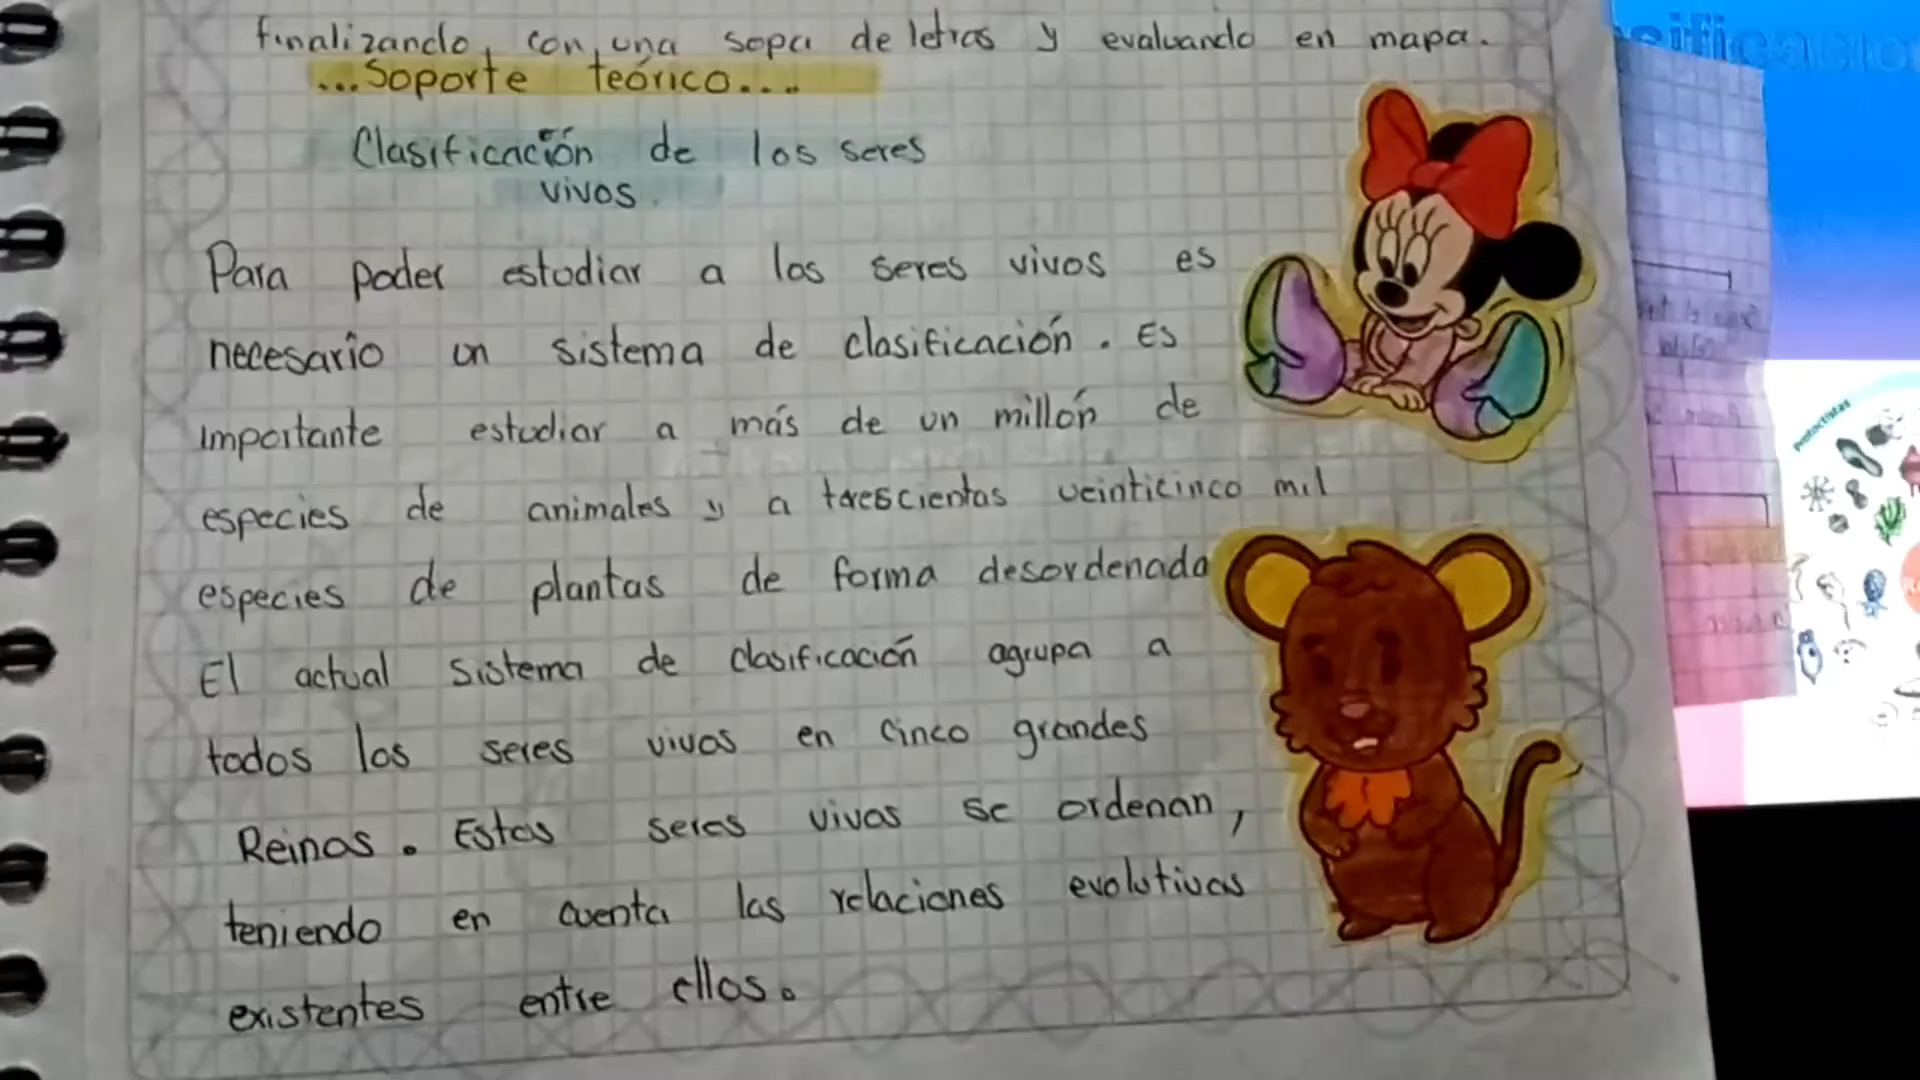 finalizando, con una sopa de letras y evaluando en mapa.
...Soporte teórico....
Clasificación de los seres
vivos.
Para poder estudiar a los seres vivos es
necesario un sistema de clasificación. Es
importante estudiar a más de un millón de
especies de animales y a trescientas veinticinco mil
especies de plantas de forma desordenada
El actual sistema de clasificación agrupa a
todos los seres vivos en cinco grandes
Reinos. Estos seres vivos se ordenan,
teniendo en cuenta las relaciones evolutivas
existentes entre ellos.
Protoctistas